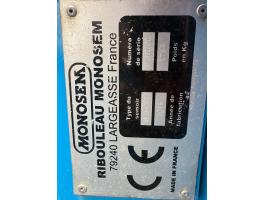 MONOSEM
RIBOULEAU MONOSEM
79240 LARGEASSE France
Numéro
de série
Poids
en Kg
Type du
semoir
Année de
fabrication
CE
MADE IN FRANCE